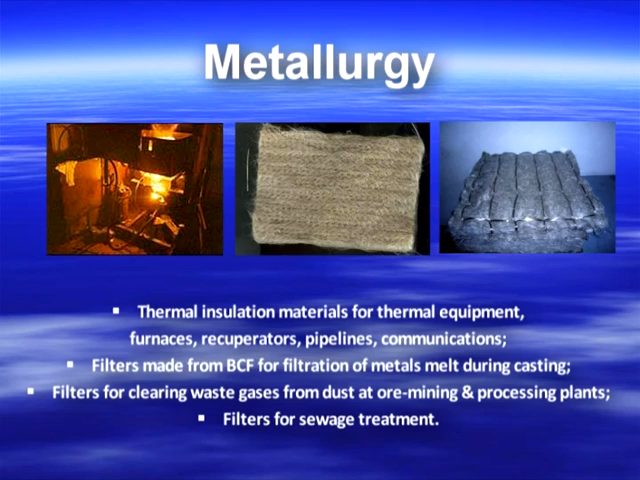 Metallurgy
▪ Thermal insulation materials for thermal equipment,
furnaces, recuperators, pipelines, communications;
▪ Filters made from BCF for filtration of metals melt during casting;
▪ Filters for clearing waste gases from dust at ore-mining & processing plants;
▪ Filters for sewage treatment.